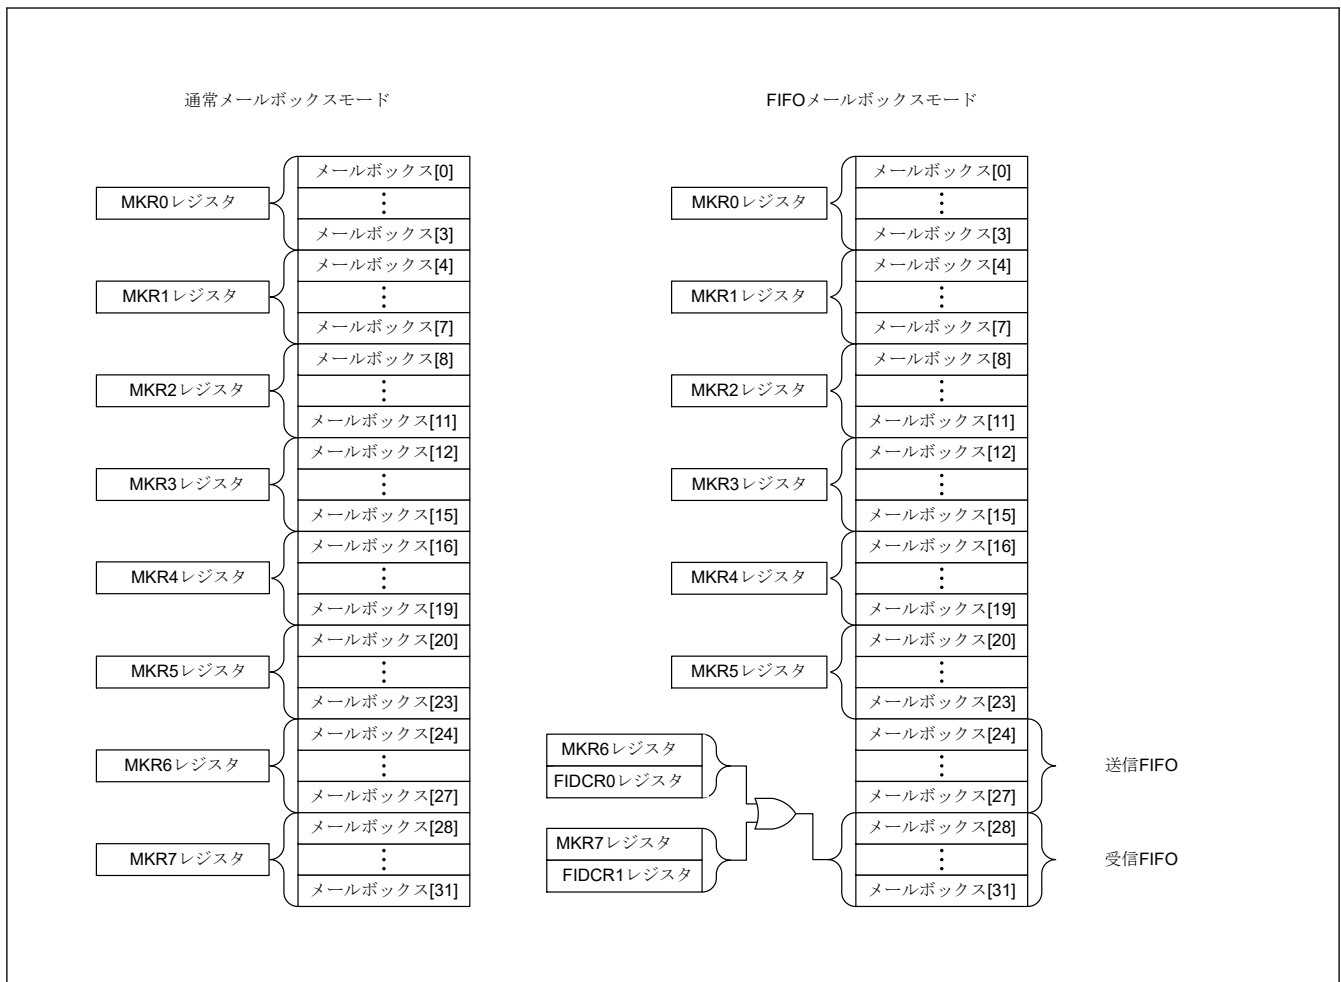 通常メールボックスモード
メールボックス[0]
MKR0レジスタ
メールボックス[3]
メールボックス[4]
MKR1レジスタ
メールボックス[7]
メールボックス[8]
MKR2レジスタ
メールボックス[11]
メールボックス[12]
MKR3レジスタ
メールボックス[15]
メールボックス[16]
MKR4レジスタ
メールボックス[19]
メールボックス[20]
MKR5レジスタ
メールボックス[23]
メールボックス[24]
MKR6レジスタ
メールボックス[27]
メールボックス[28]
MKR7レジスタ
メールボックス[31]
FIFOメールボックスモード
メールボックス[0]
MKR0レジスタ
メールボックス[3]
メールボックス[4]
MKR1レジスタ
メールボックス[7]
メールボックス[8]
MKR2レジスタ
メールボックス[11]
メールボックス[12]
MKR3レジスタ
メールボックス[15]
メールボックス[16]
MKR4レジスタ
メールボックス[19]
メールボックス[20]
MKR5レジスタ
メールボックス[23]
メールボックス[24]
MKR6レジスタ
送信FIFO
FIDCR0レジスタ
メールボックス[27]
メールボックス[28]
MKR7レジスタ
受信FIFO
FIDCR1レジスタ
メールボックス[31]